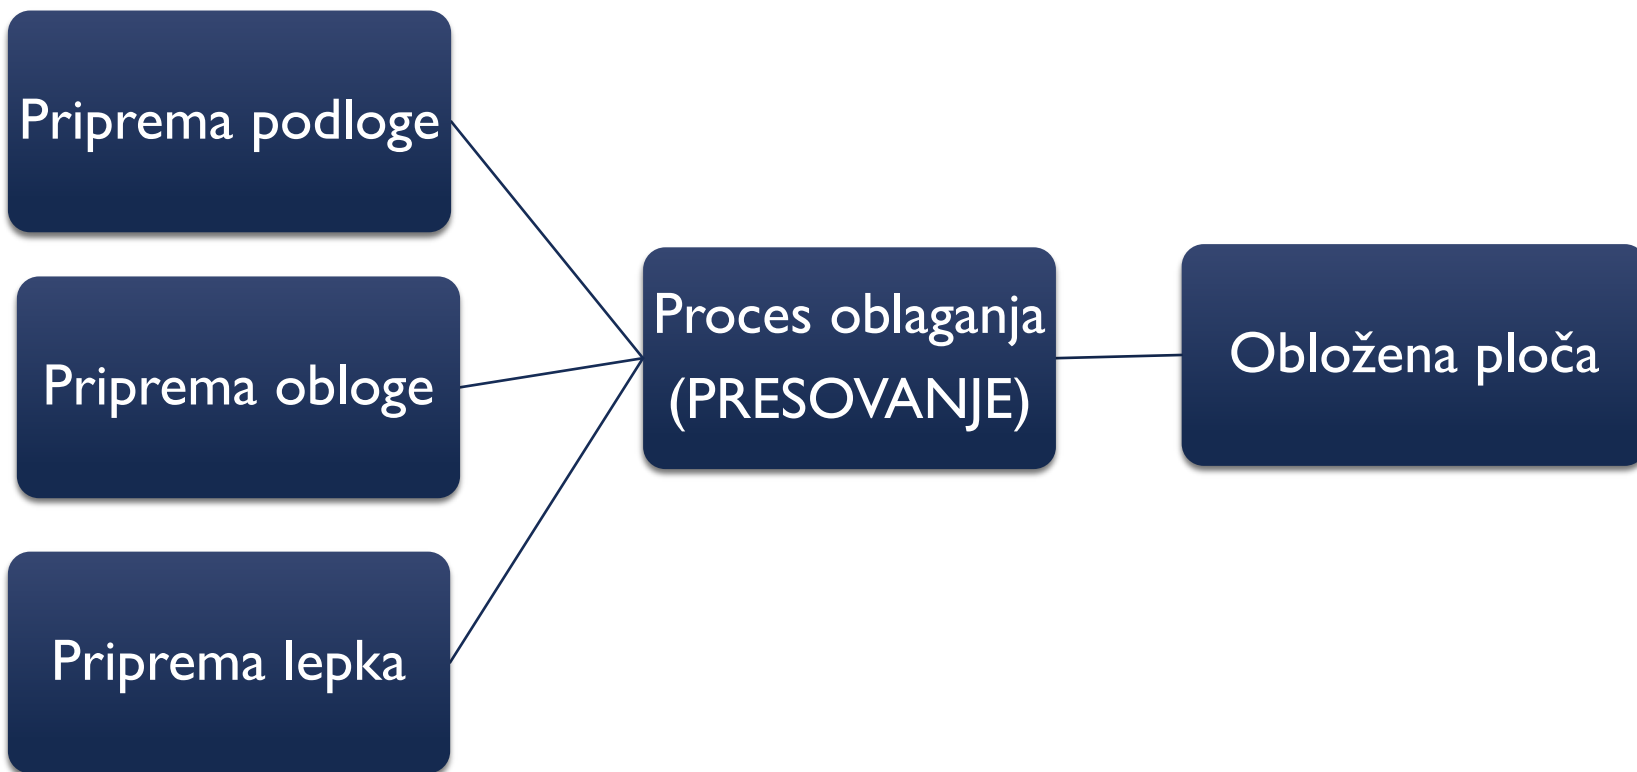 Priprema podloge
Priprema obloge
Priprema lepka
Proces oblaganja
(PRESOVANJE)
Obložena ploča